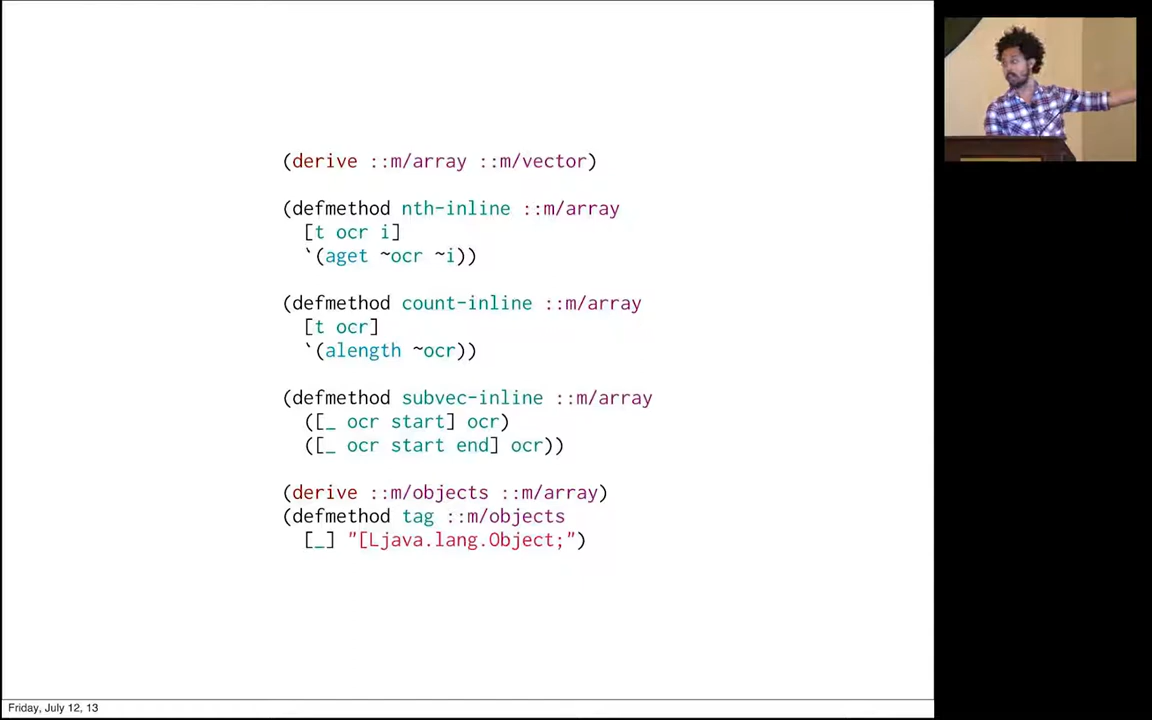 (derive ::m/array ::m/vector)
(defmethod nth-inline ::m/array
[t ocr i]
`(aget ~ocr ~i))
(defmethod count-inline ::m/array
[t ocr]
`(alength ~ocr))
(defmethod subvec-inline ::m/array
([_ ocr start] ocr)
([_ ocr start end] ocr))
(derive ::m/objects ::m/array)
(defmethod tag ::m/objects
[_] "[Ljava.lang.Object;")
Friday, July 12, 13